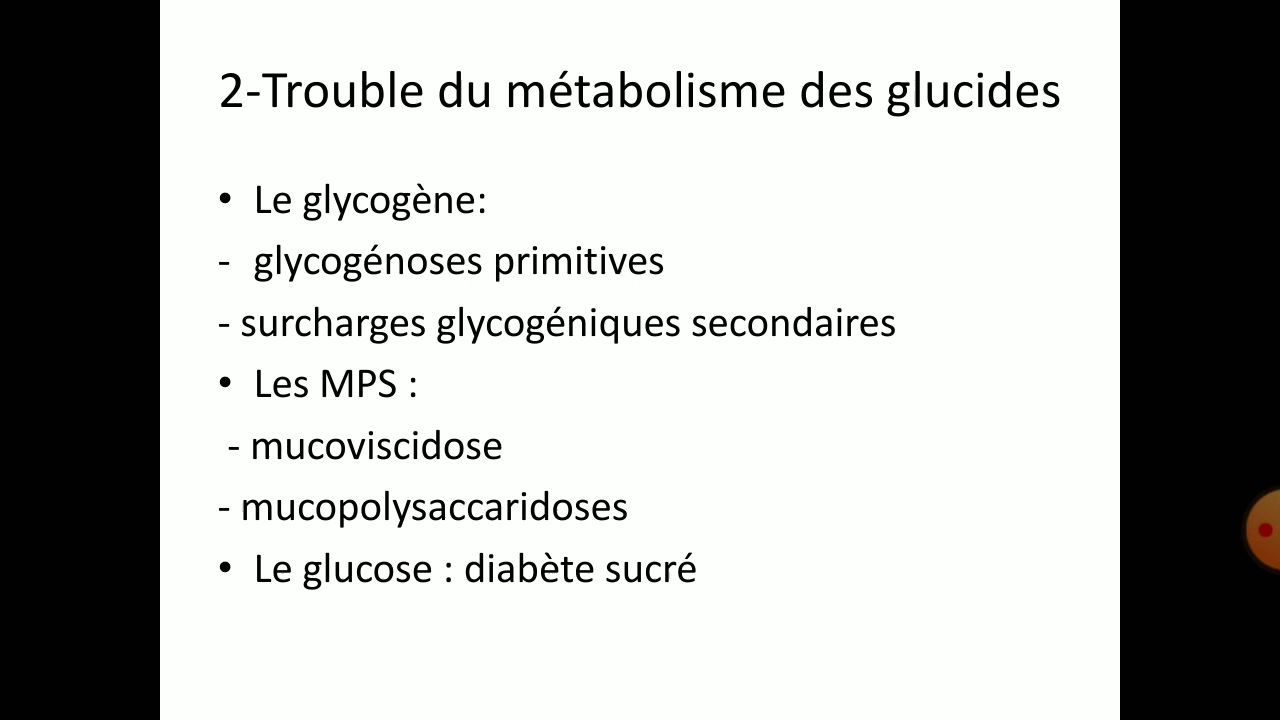 2-Trouble du métabolisme des glucides
• Le glycogène:
- glycogénoses primitives
- surcharges glycogéniques secondaires
• Les MPS :
- mucoviscidose
- mucopolysaccaridoses
• Le glucose : diabète sucré